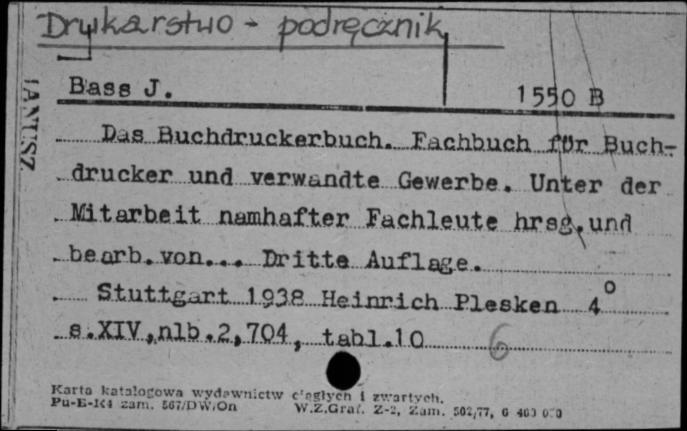 Drukarstwo - podręcznik
Bass J. 1550 B
JANUSZ
Das Buchdruckerbuch. Fachbuch für Buch-
drucker und verwandte Gewerbe. Unter der
Mitarbeit namhafter Fachleute hrsg.und
bearb.von... Dritte Auflage.
Stuttgart 1938 Heinrich Plesken 4°
s.XIV,nlb.2,704, tabl.10 6
Karta katalogowa wydawnictw ciągłych i zwartych.
Pu-E-K4 zam. 567/DW/On W.Z.Graf. Z-2, Zam. 502/77, 6 400 000